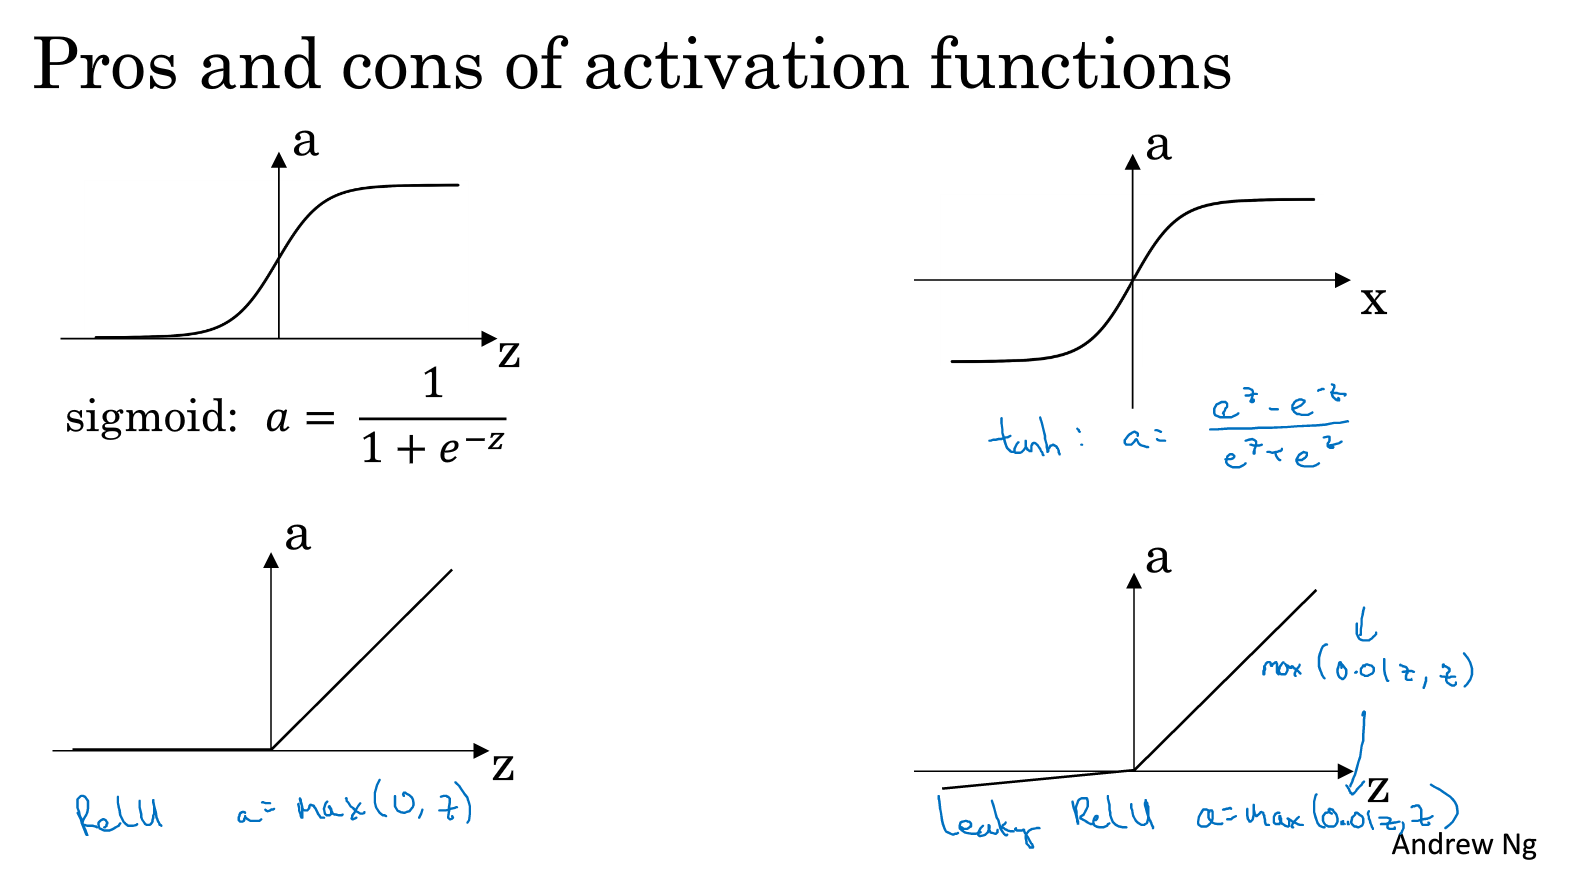 Pros and cons of activation functions
a
z
sigmoid: a = 1 / (1 + e^{-z})
a
x
tanh: a = (e^z - e^{-z}) / (e^z + e^z)
a
z
ReLU a = max(0, z)
a
max(0.01z, z)
z
Leaky ReLU a = max(0.01z, z)
Andrew Ng